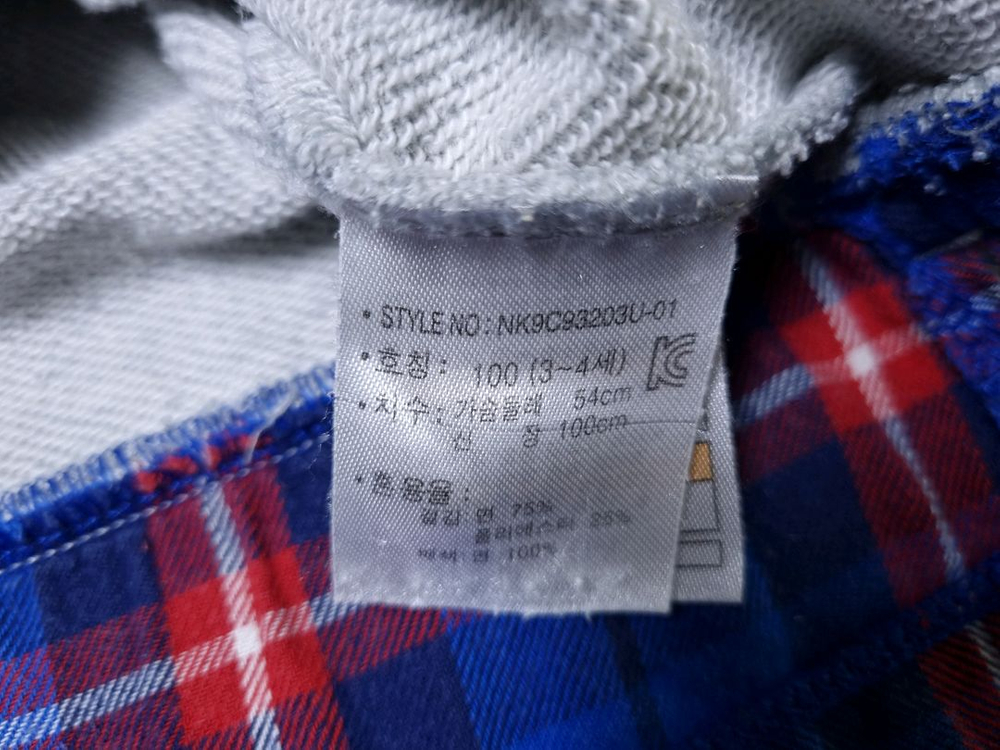 • STYLE NO : NK9C93203U-01
• 호칭 : 100 (3~4세)
• 치수 : 가슴둘레 54cm
신 장 100cm
• 혼용율 :
겉감 면 75%
폴리에스터 25%
배색 : 면 100%